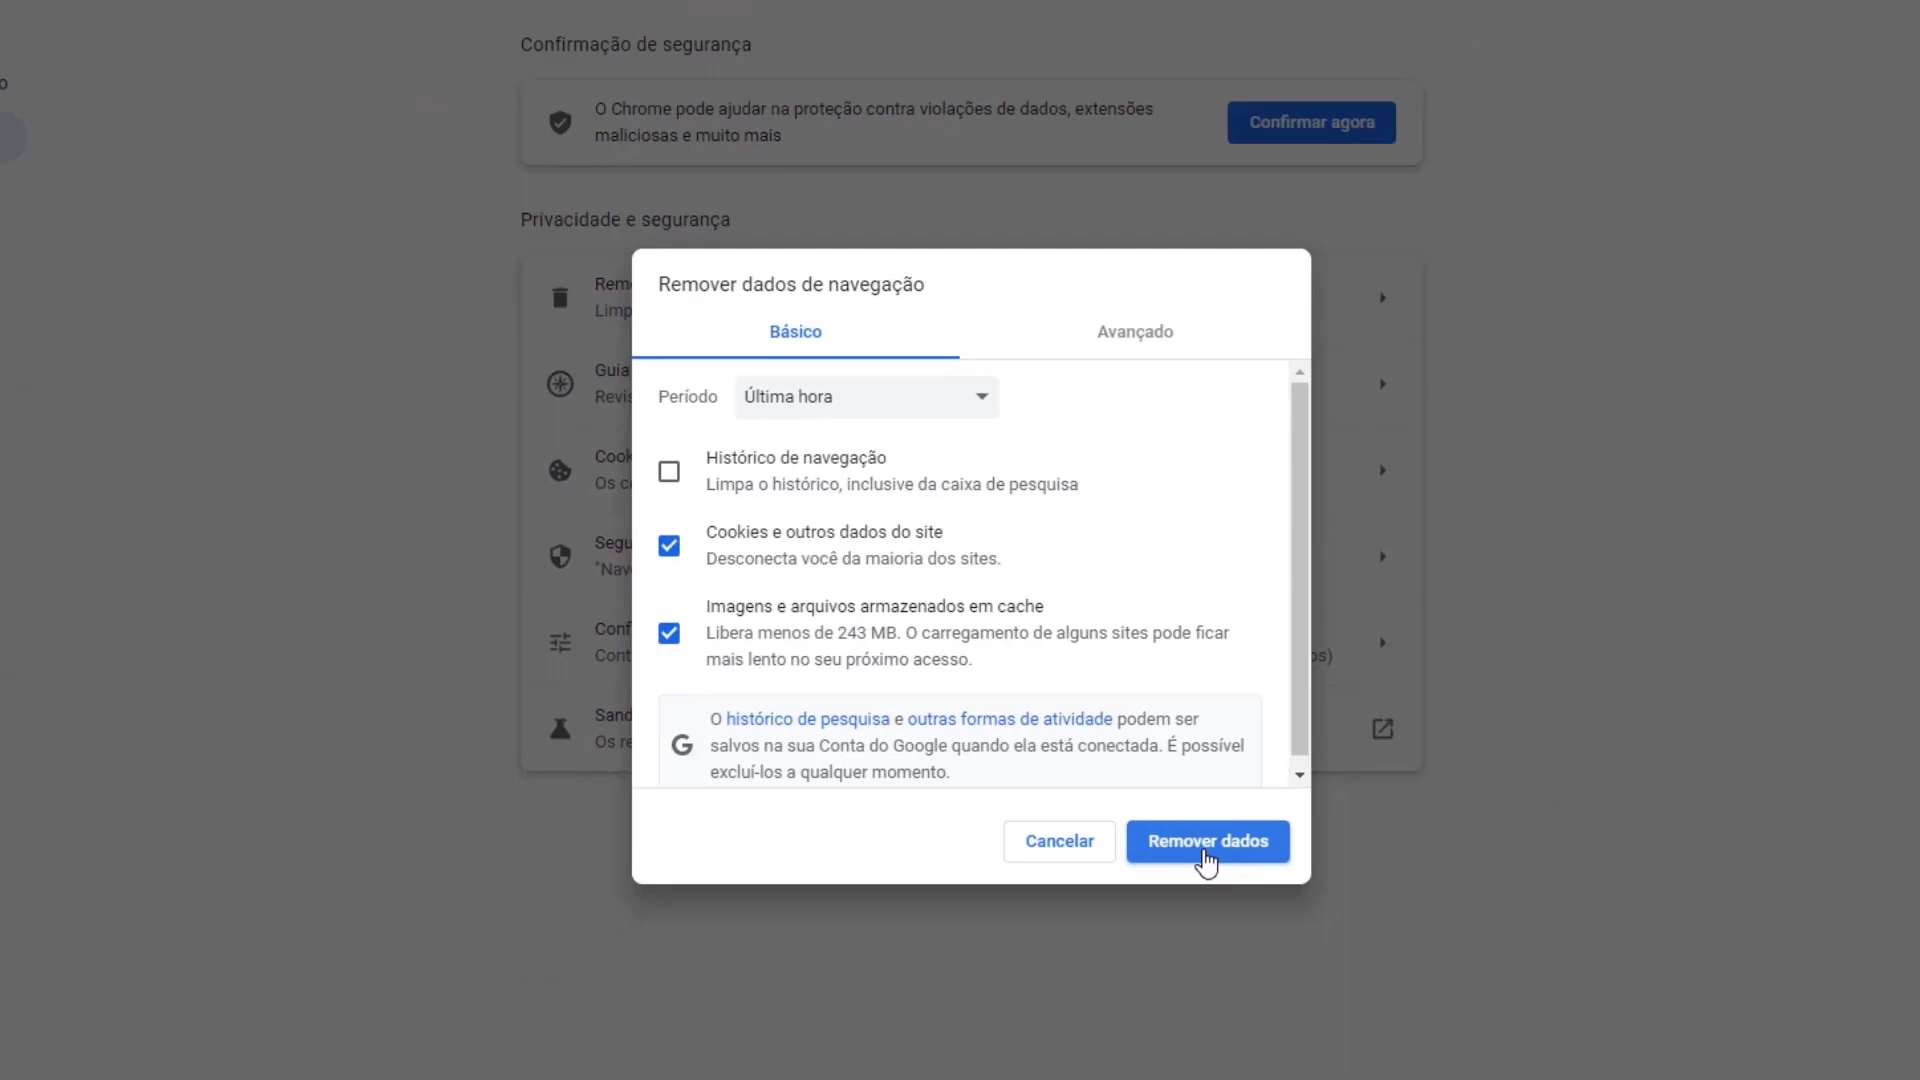 Confirmação de segurança
o
O Chrome pode ajudar na proteção contra violações de dados, extensões
maliciosas e muito mais
Confirmar agora
Privacidade e segurança
Remover dados de navegação
Básico
Avançado
Período
Última hora
Histórico de navegação
Limpa o histórico, inclusive da caixa de pesquisa
Cookies e outros dados do site
Desconecta você da maioria dos sites.
Imagens e arquivos armazenados em cache
Libera menos de 243 MB. O carregamento de alguns sites pode ficar
mais lento no seu próximo acesso.
O histórico de pesquisa e outras formas de atividade podem ser
salvos na sua Conta do Google quando ela está conectada. É possível
excluí-los a qualquer momento.
Cancelar
Remover dados
Rem
Limp
Guia
Revis
Cook
Os c
Segu
"Nav
Conf
Cont
os)
Sand
Os re